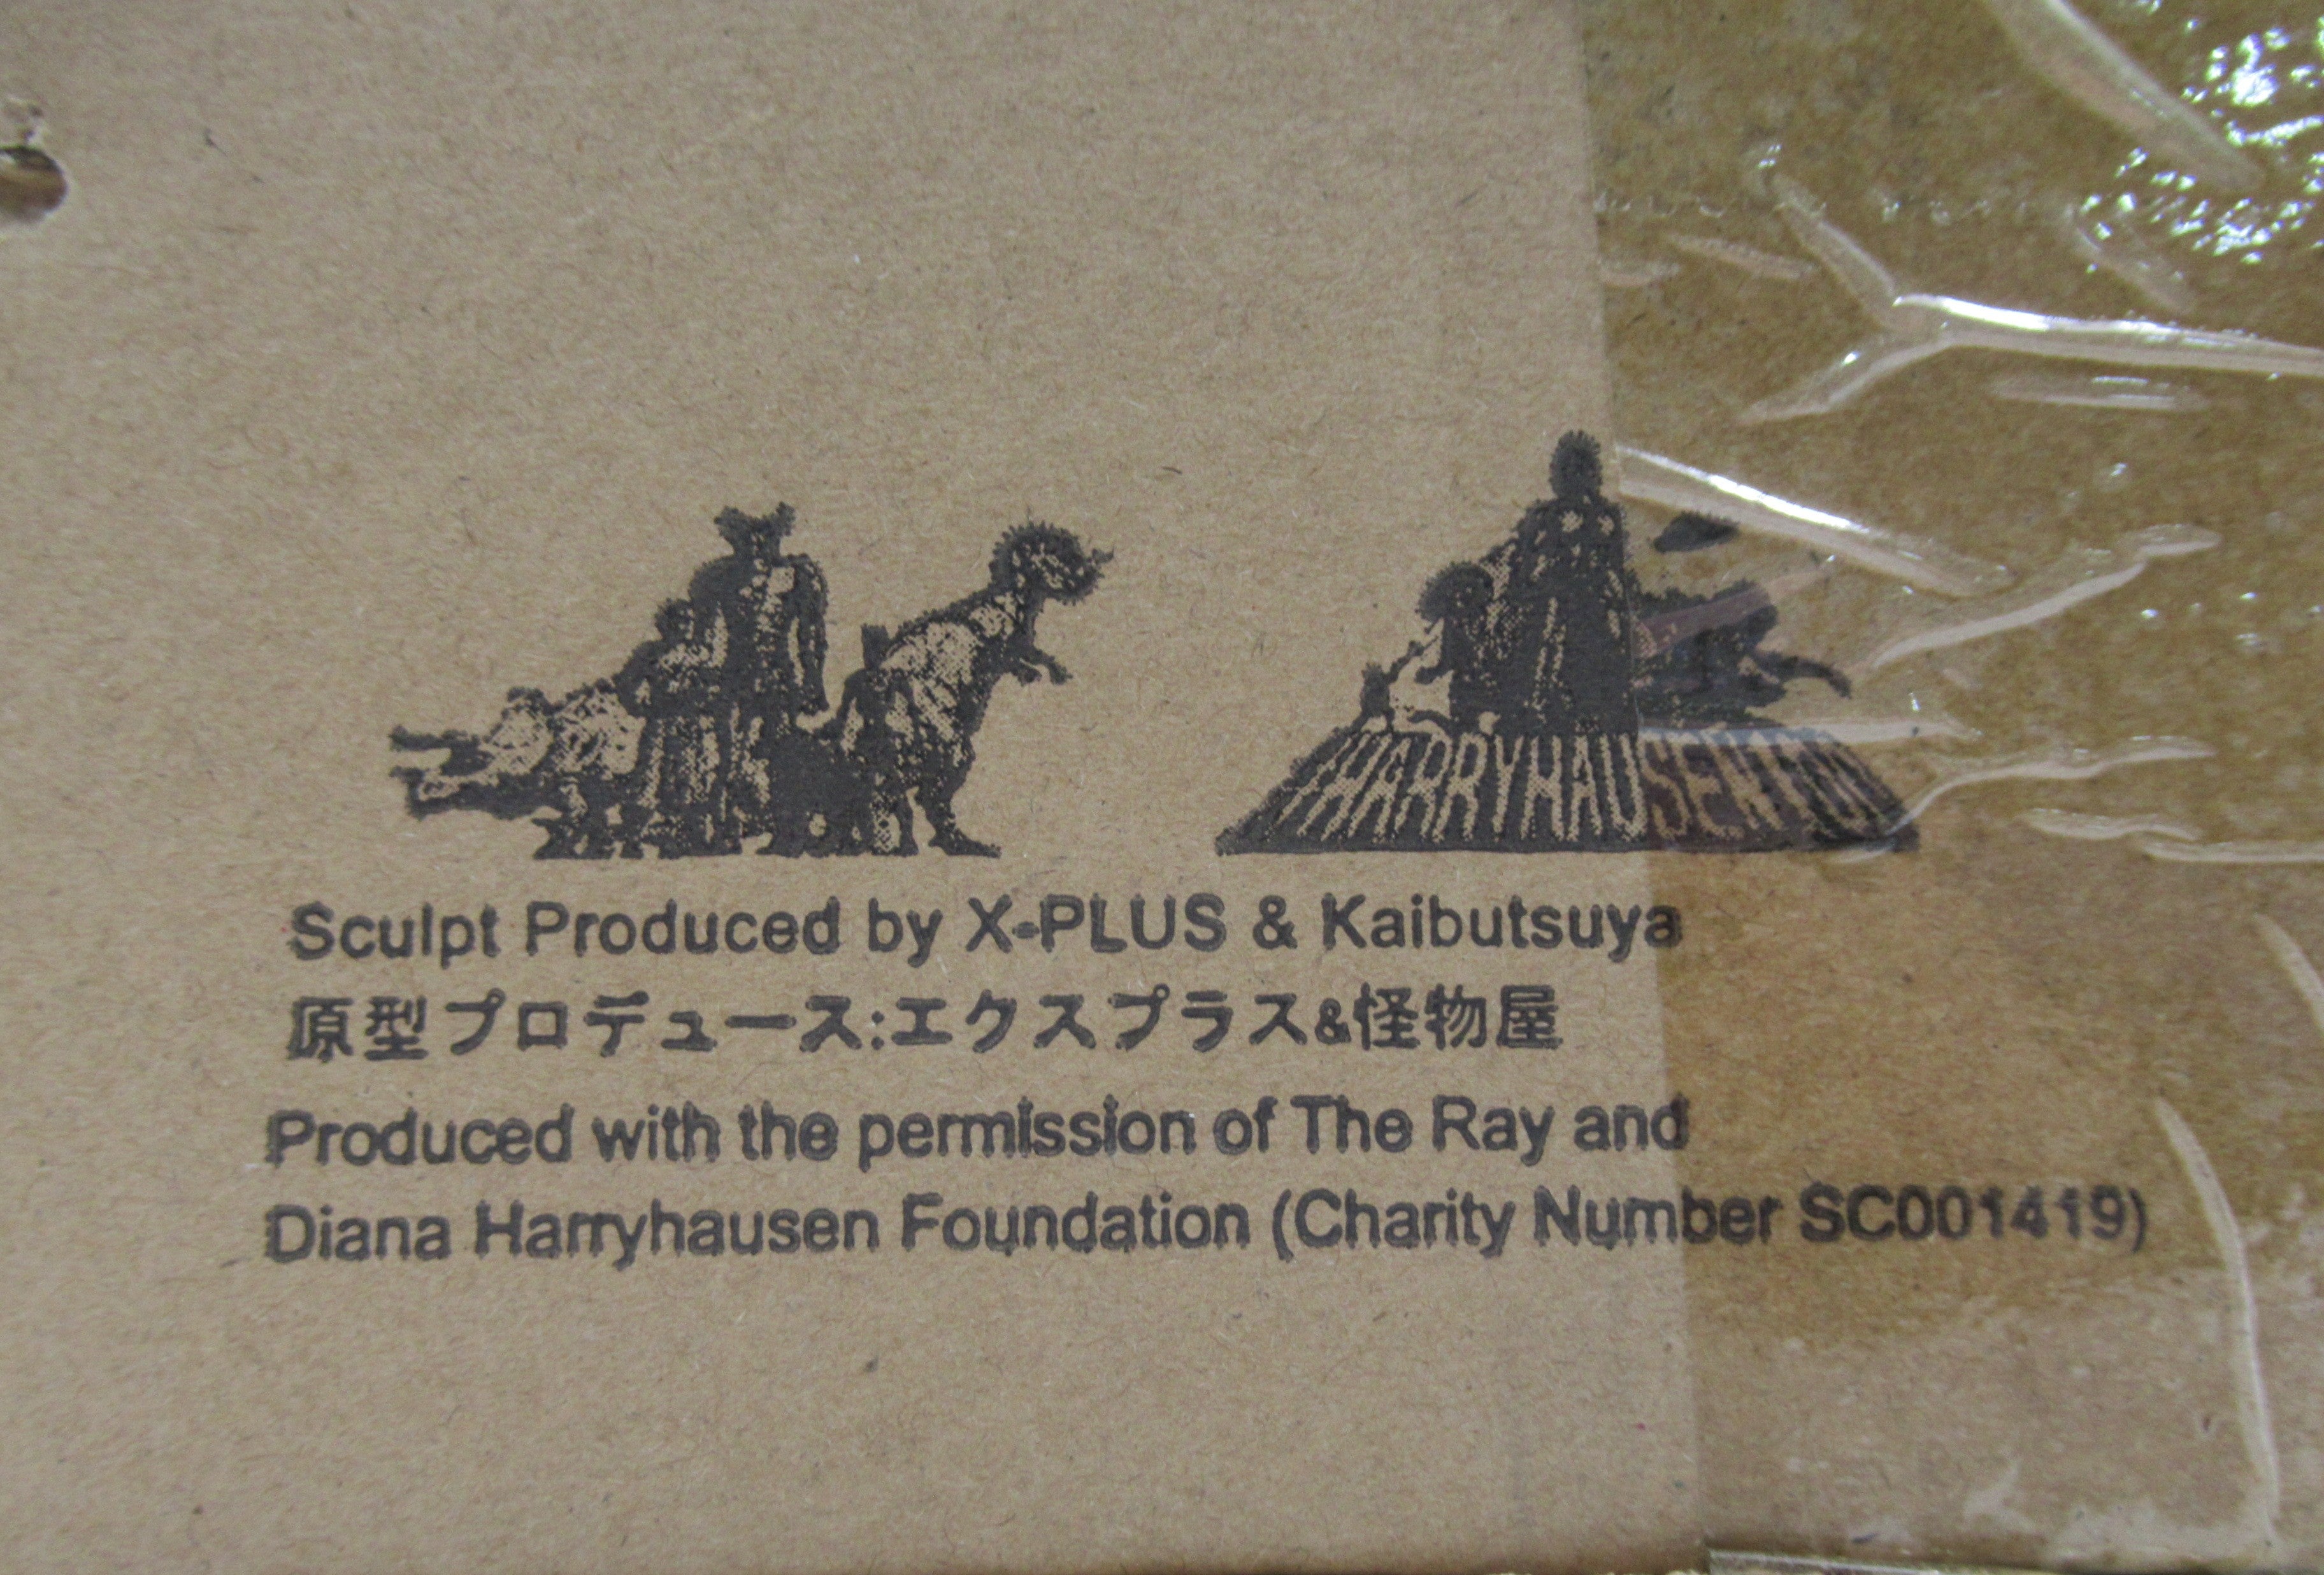 HARRYHAUSEN 100
Sculpt Produced by X-PLUS & Kaibutsuya
原型プロデュース:エクスプラス&怪物屋
Produced with the permission of The Ray and
Diana Harryhausen Foundation (Charity Number SC001419)